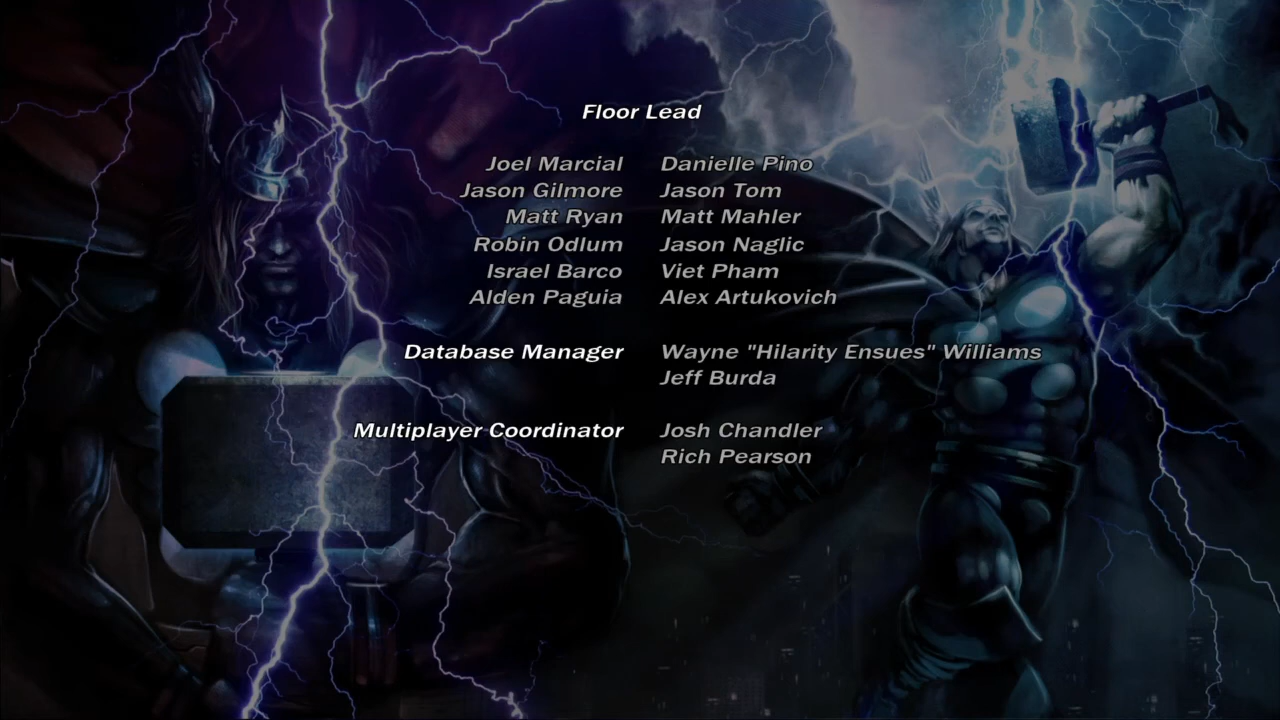 Floor Lead
Joel Marcial Danielle Pino
Jason Gilmore Jason Tom
Matt Ryan Matt Mahler
Robin Odlum Jason Naglic
Israel Barco Viet Pham
Alden Paguia Alex Artukovich
Database Manager Wayne "Hilarity Ensues" Williams
Jeff Burda
Multiplayer Coordinator Josh Chandler
Rich Pearson